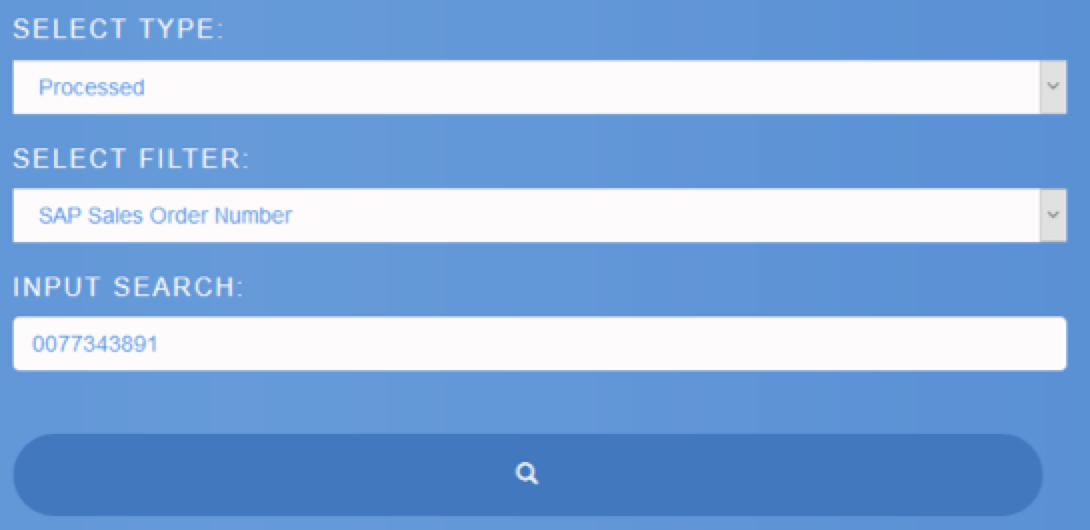 SELECT TYPE:
Processed
SELECT FILTER:
SAP Sales Order Number
INPUT SEARCH:
0077343891